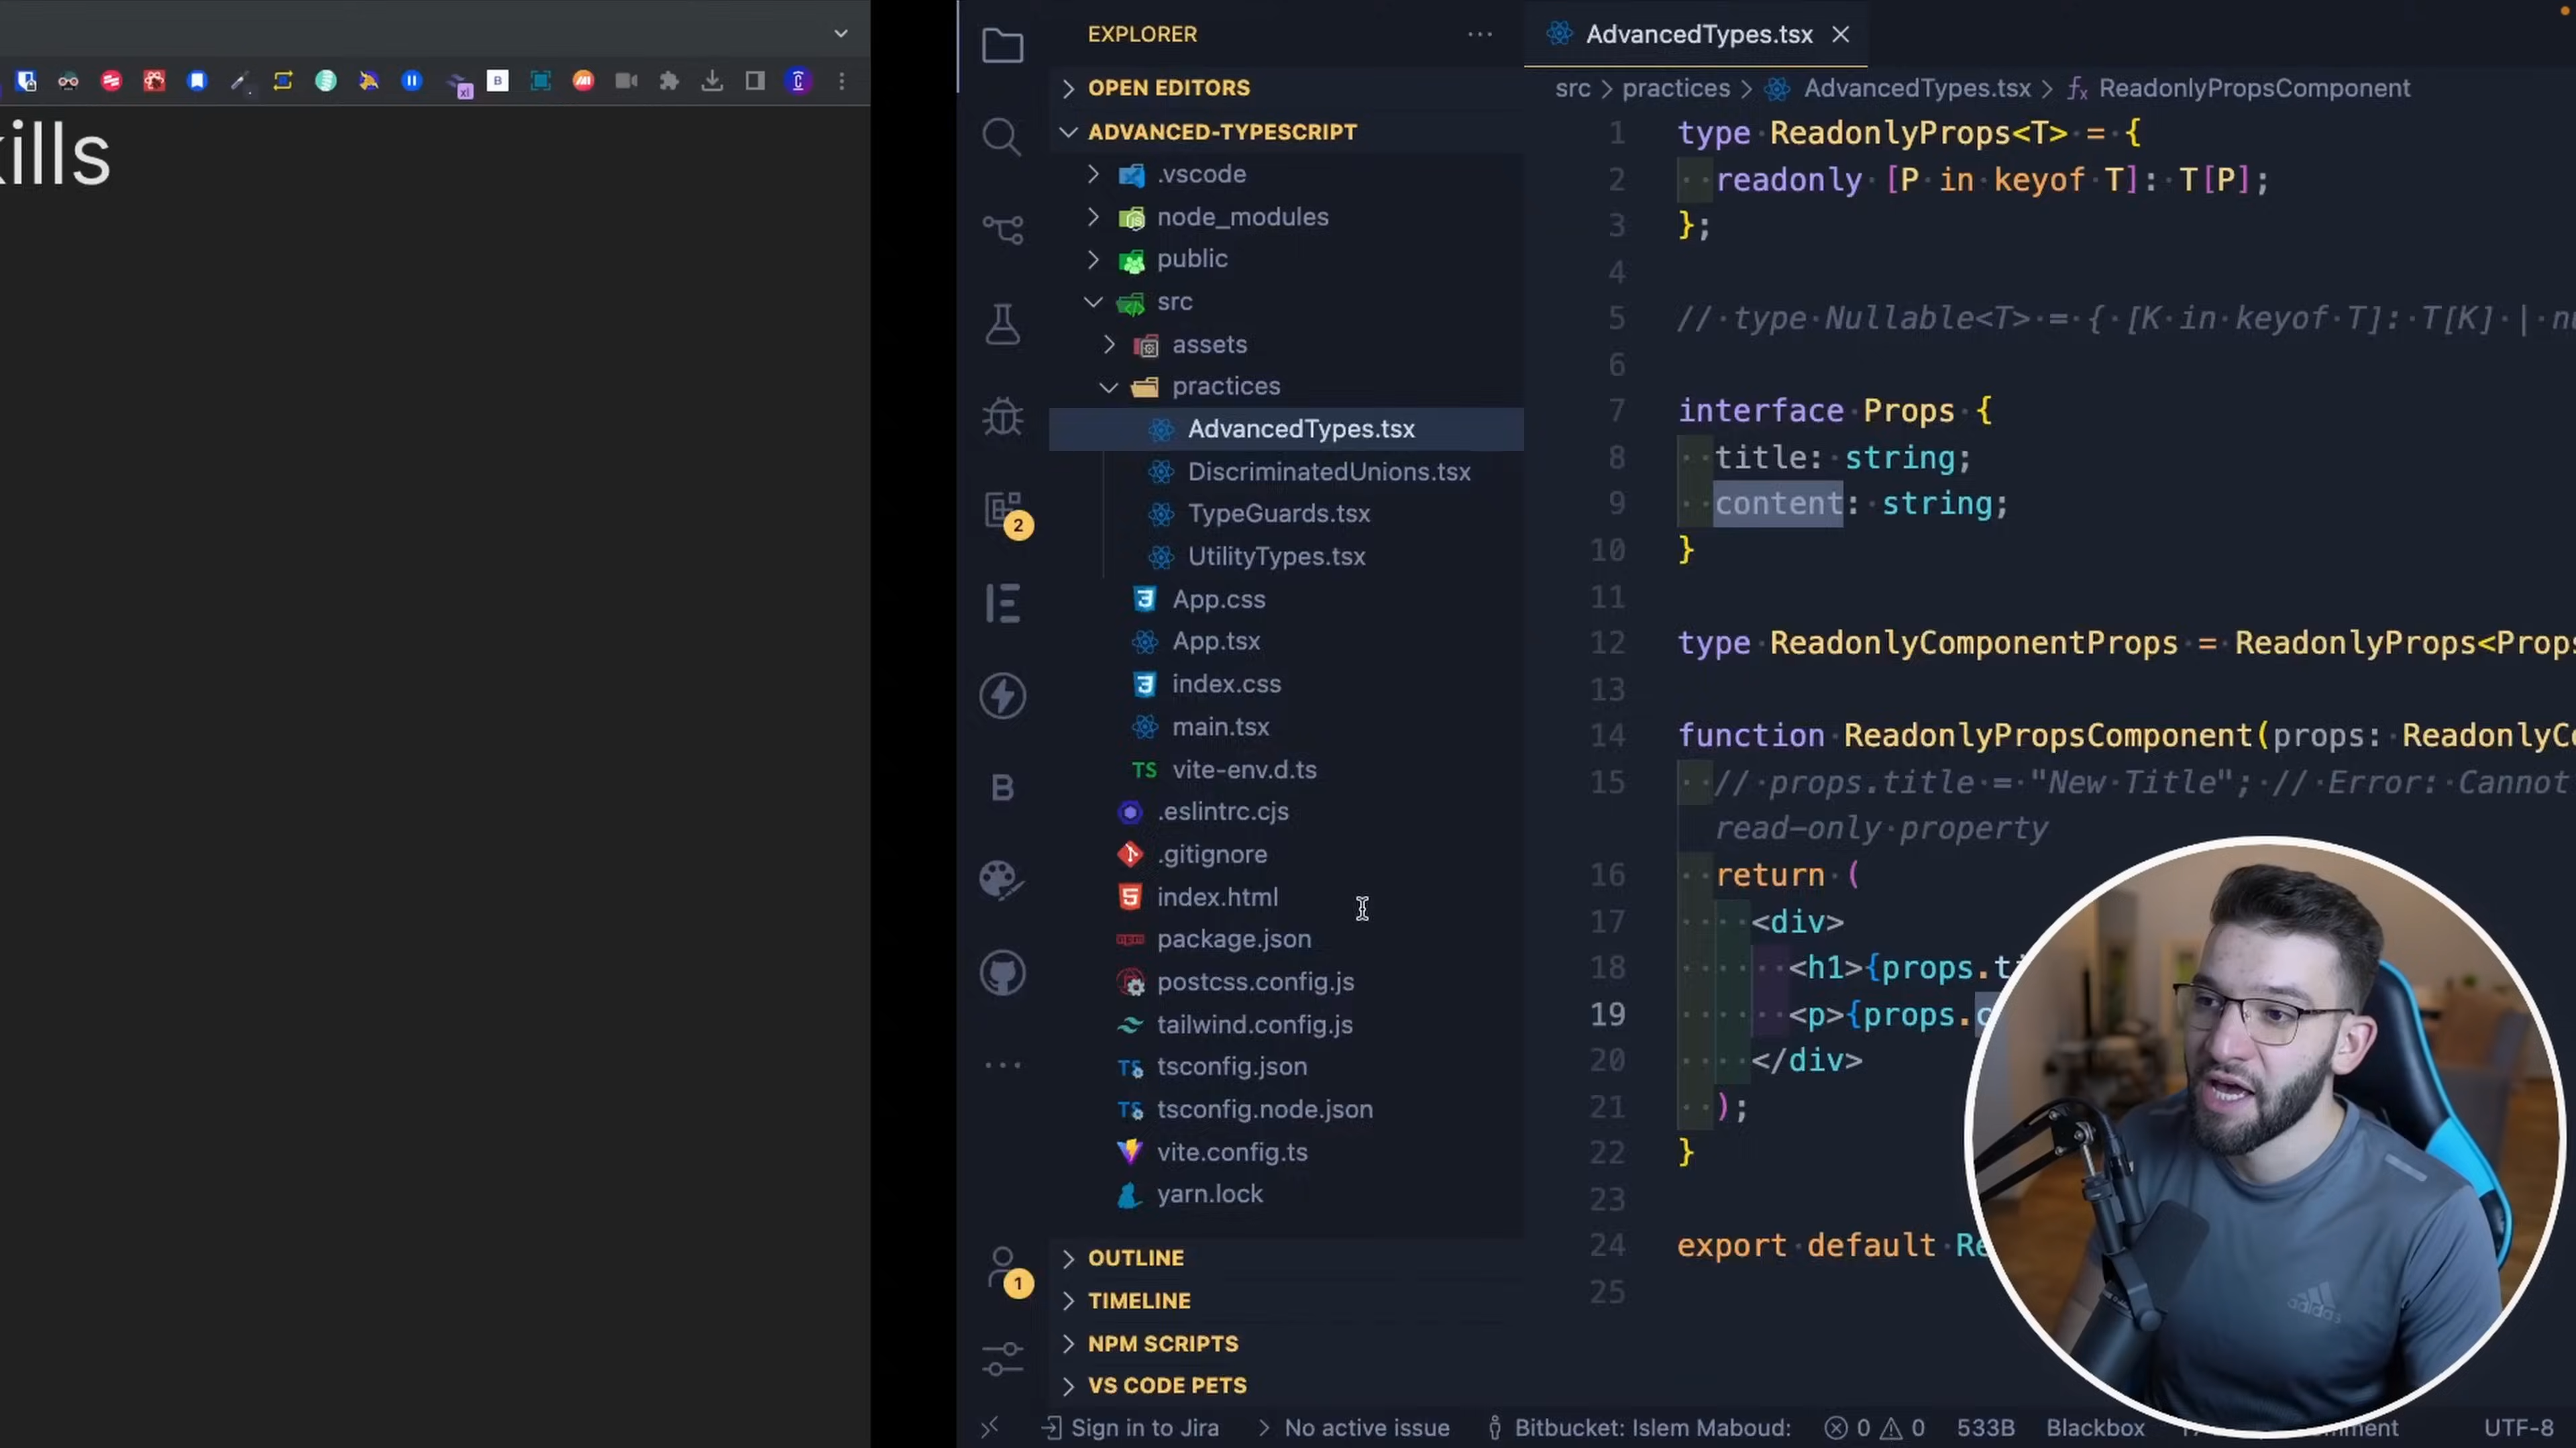 kills
EXPLORER
OPEN EDITORS
ADVANCED-TYPESCRIPT
.vscode
node_modules
public
src
assets
practices
AdvancedTypes.tsx
DiscriminatedUnions.tsx
TypeGuards.tsx
UtilityTypes.tsx
App.css
App.tsx
index.css
main.tsx
TS vite-env.d.ts
.eslintrc.cjs
.gitignore
index.html
package.json
postcss.config.js
tailwind.config.js
tsconfig.json
tsconfig.node.json
vite.config.ts
yarn.lock
OUTLINE
TIMELINE
NPM SCRIPTS
VS CODE PETS
2
1
AdvancedTypes.tsx
src > practices > AdvancedTypes.tsx > ReadonlyPropsComponent
1 type ReadonlyProps<T> = {
2 readonly [P in keyof T]: T[P];
3 };
4
5 // type Nullable<T> = { [K in keyof T]: T[K] | nu
6
7 interface Props {
8 title: string;
9 content: string;
10 }
11
12 type ReadonlyComponentProps = ReadonlyProps<Props
13
14 function ReadonlyPropsComponent(props: ReadonlyCo
15 // props.title = "New Title"; // Error: Cannot
read-only property
16 return (
17 <div>
18 <h1>{props.ti
19 <p>{props.c
20 </div>
21 );
22 }
23
24 export default Re
25
adidas
Sign in to Jira
No active issue
Bitbucket: Islem Maboud:
0 0
533B
Blackbox
UTF-8